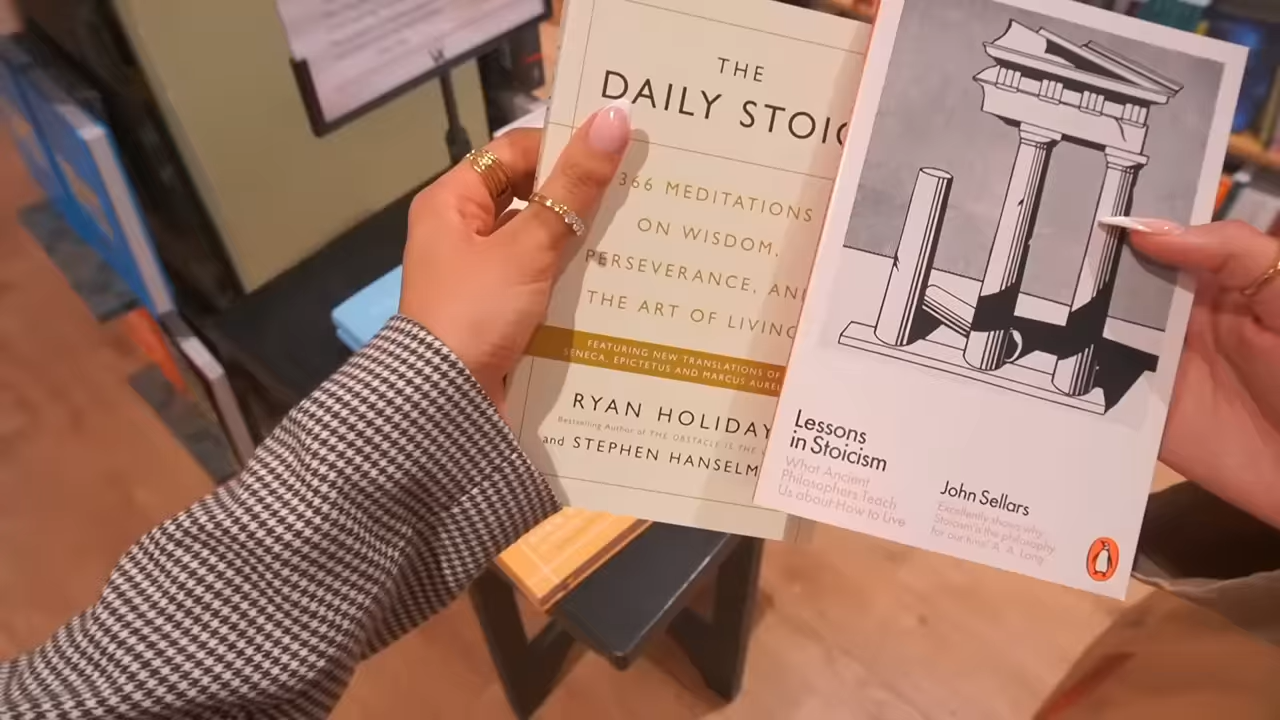 THE
DAILY STOIC
366 MEDITATIONS
ON WISDOM,
PERSEVERANCE, AN
THE ART OF LIVING
FEATURING NEW TRANSLATIONS OF
SENECA, EPICTETUS AND MARCUS AUREL
RYAN HOLIDAY
Bestselling Author of THE OBSTACLE IS THE
and STEPHEN HANSELM
Lessons
in Stoicism
What Ancient
Philosophers Teach
Us about How to Live
John Sellars
'Excellently shows why
Stoicism is the philosophy
for our time' A. A. Long